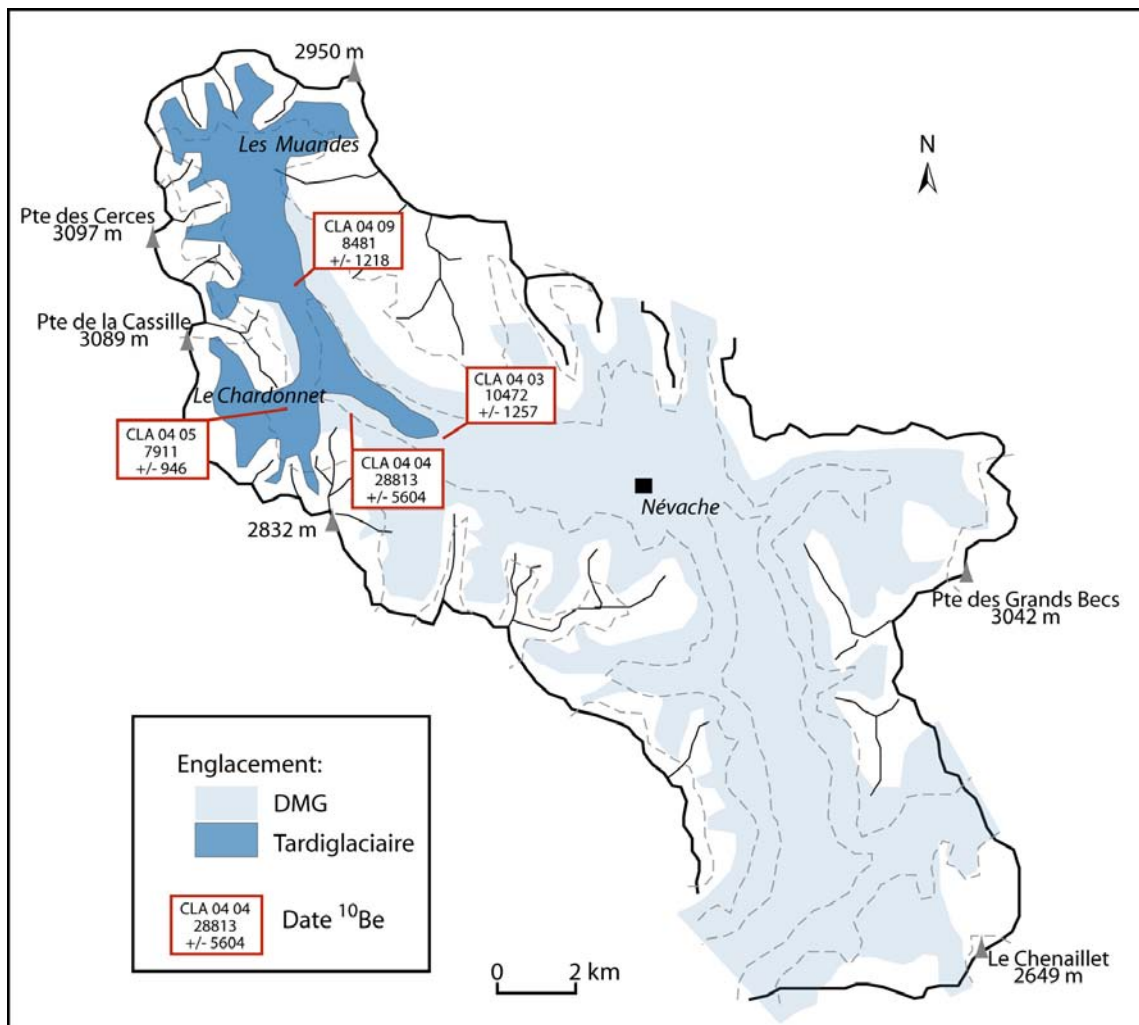 2950 m
Les Muandes
N
Pte des Cerces
3097 m
CLA 04 09
8481
+/- 1218
Pte de la Cassille
3089 m
CLA 04 03
10472
+/- 1257
Le Chardonnet
CLA 04 05
7911
+/- 946
CLA 04 04
28813
+/- 5604
Névache
2832 m
Pte des Grands Becs
3042 m
Englacement:
DMG
Tardiglaciaire
CLA 04 04
28813
+/- 5604
Date ¹⁰Be
0 2 km
Le Chenaillet
2649 m